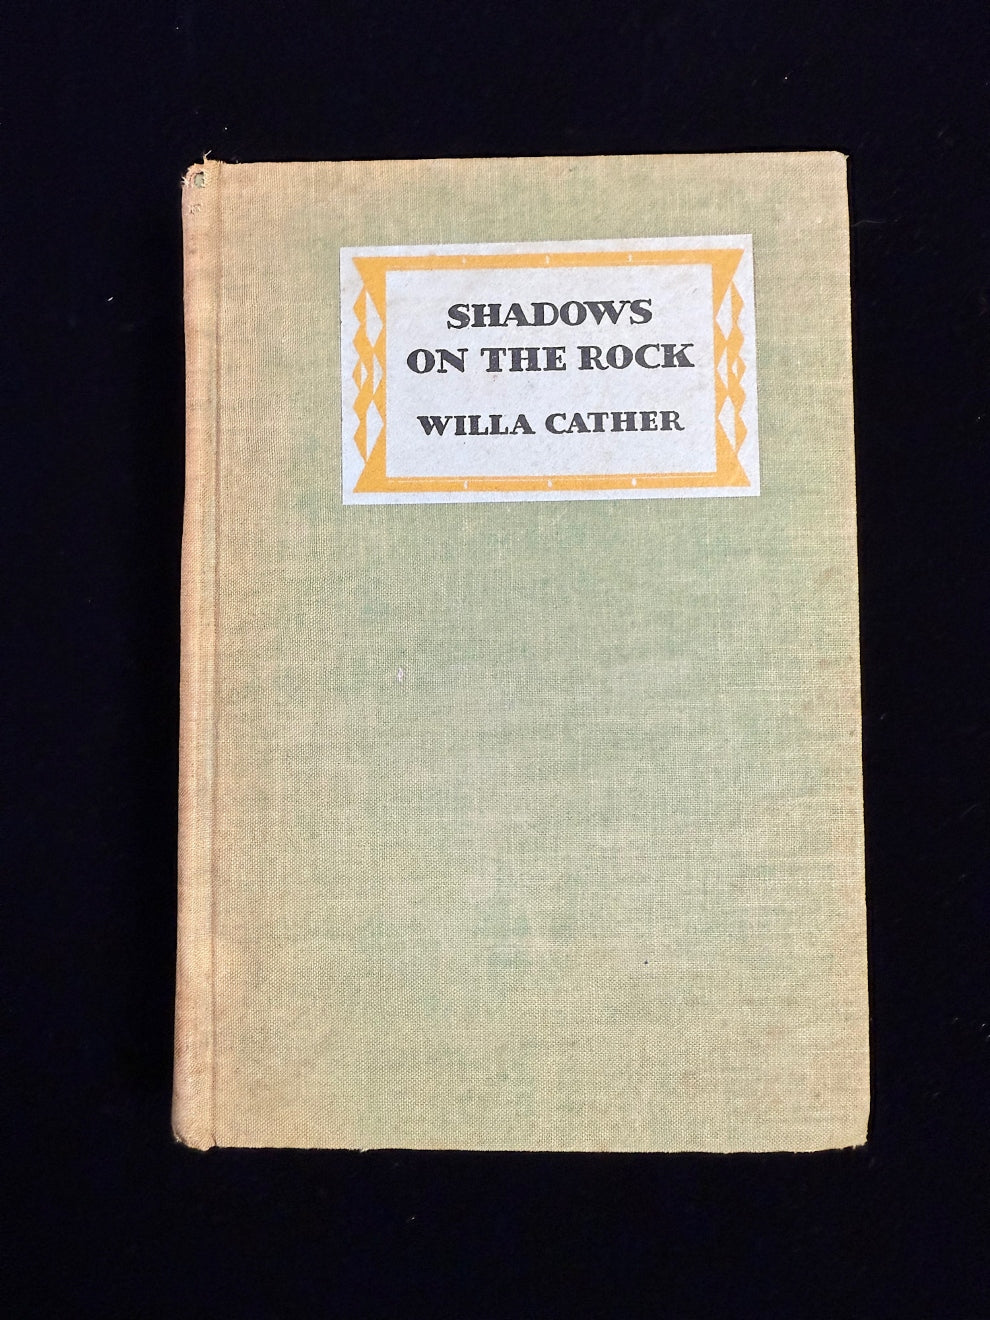 SHADOWS
ON THE ROCK
WILLA CATHER